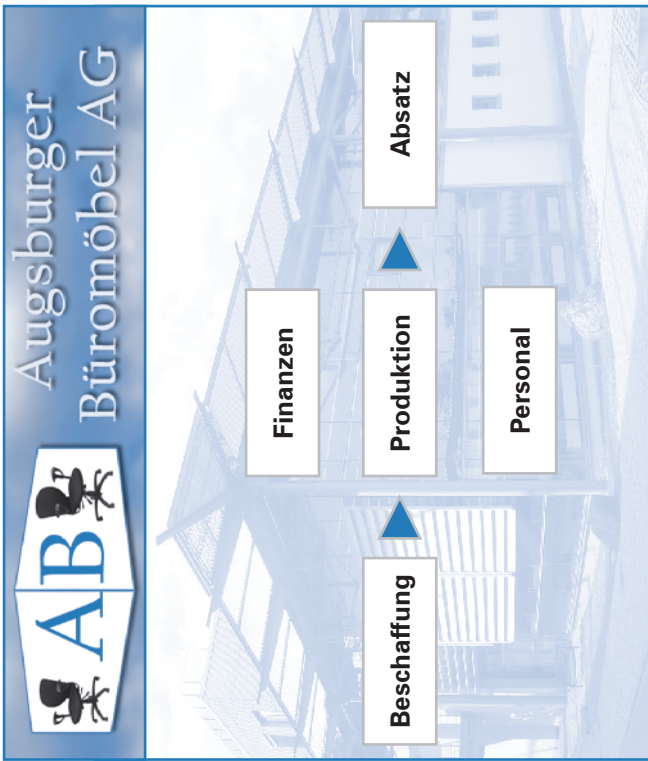 AB
Augsburger
Büromöbel AG
Finanzen
Beschaffung
Produktion
Absatz
Personal